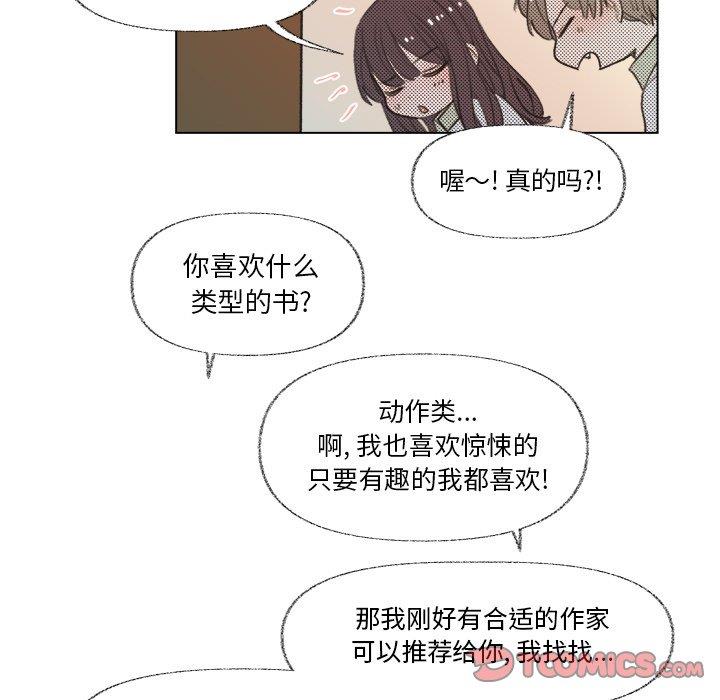 喔～! 真的吗?!
你喜欢什么
类型的书?
动作类...
啊, 我也喜欢惊悚的
只要有趣的我都喜欢!
那我刚好有合适的作家
可以推荐给你, 我找找...
TCOMICS.COM